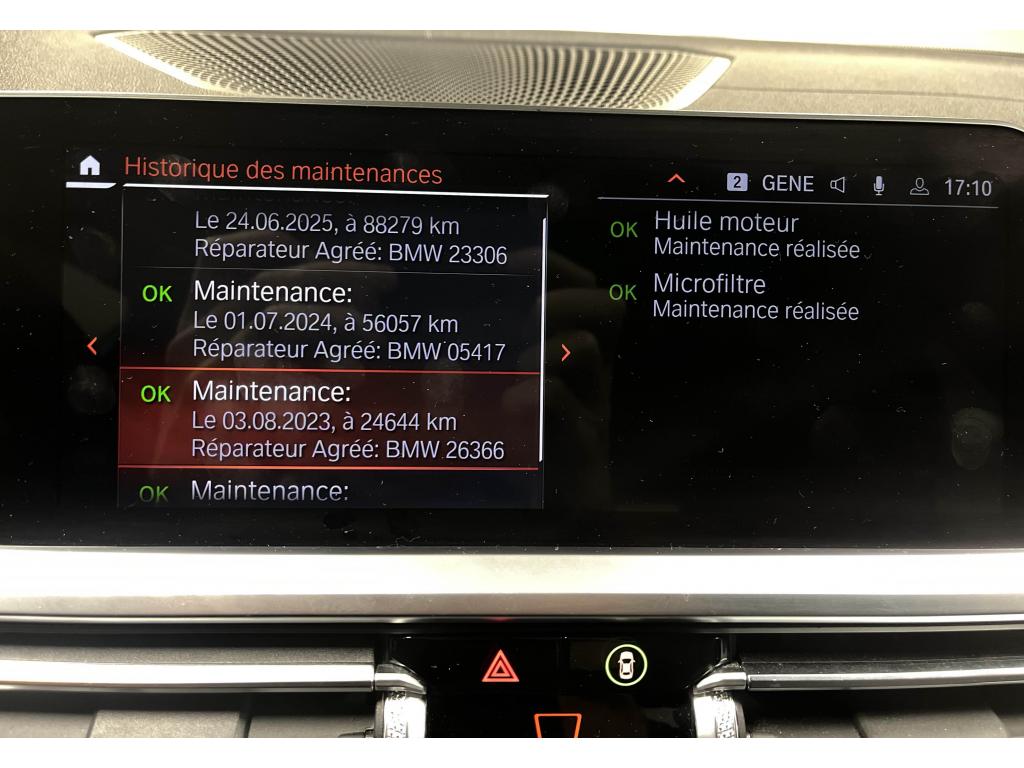 Historique des maintenances
2 GENE 17:10
Le 24.06.2025, à 88279 km
Réparateur Agréé: BMW 23306
OK Maintenance:
Le 01.07.2024, à 56057 km
Réparateur Agréé: BMW 05417
OK Maintenance:
Le 03.08.2023, à 24644 km
Réparateur Agréé: BMW 26366
OK Maintenance:
OK Huile moteur
Maintenance réalisée
OK Microfiltre
Maintenance réalisée